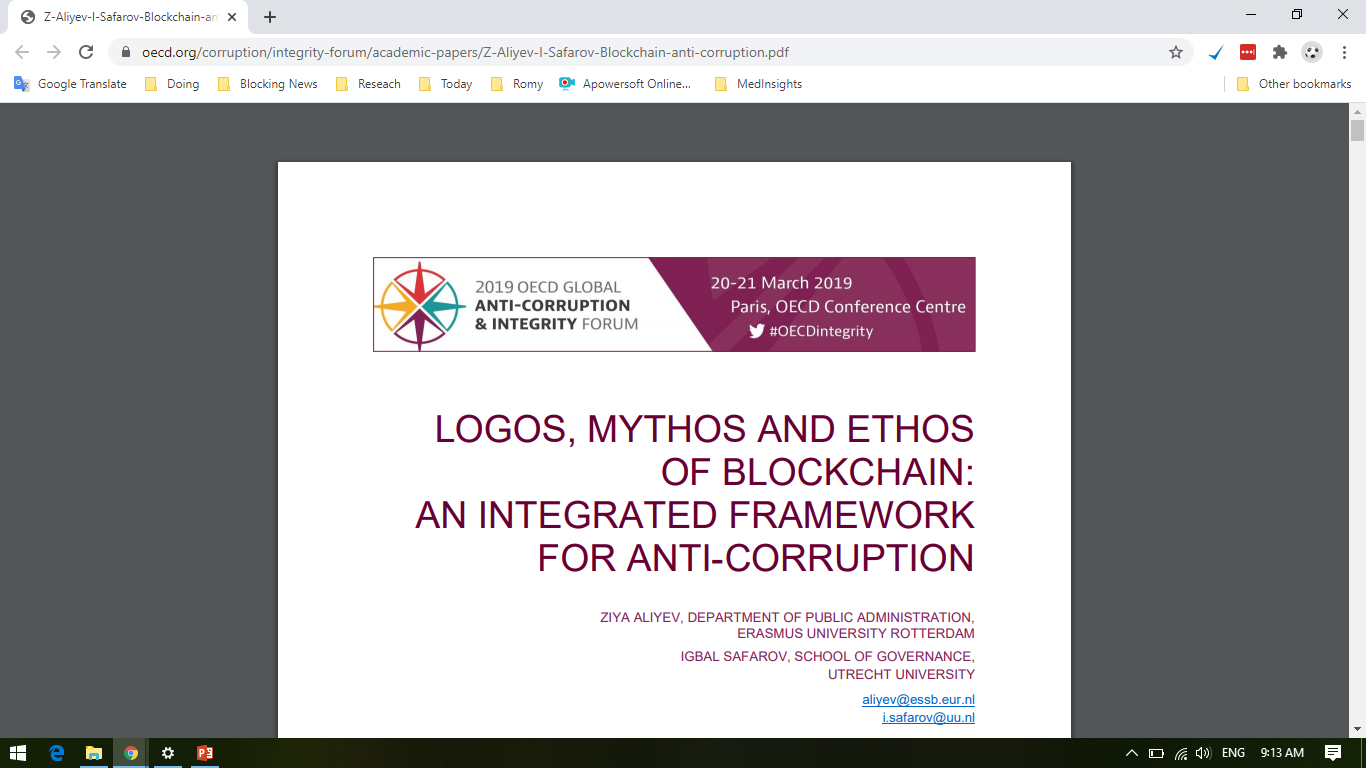 Z-Aliyev-I-Safarov-Blockchain-an
oecd.org/corruption/integrity-forum/academic-papers/Z-Aliyev-I-Safarov-Blockchain-anti-corruption.pdf
Google Translate Doing Blocking News Reseach Today Romy Apowersoft Online... MedInsights Other bookmarks
2019 OECD GLOBAL
ANTI-CORRUPTION
& INTEGRITY FORUM
20-21 March 2019
Paris, OECD Conference Centre
#OECDintegrity
LOGOS, MYTHOS AND ETHOS
OF BLOCKCHAIN:
AN INTEGRATED FRAMEWORK
FOR ANTI-CORRUPTION
ZIYA ALIYEV, DEPARTMENT OF PUBLIC ADMINISTRATION,
ERASMUS UNIVERSITY ROTTERDAM
IGBAL SAFAROV, SCHOOL OF GOVERNANCE,
UTRECHT UNIVERSITY
aliyev@essb.eur.nl
i.safarov@uu.nl
ENG 9:13 AM